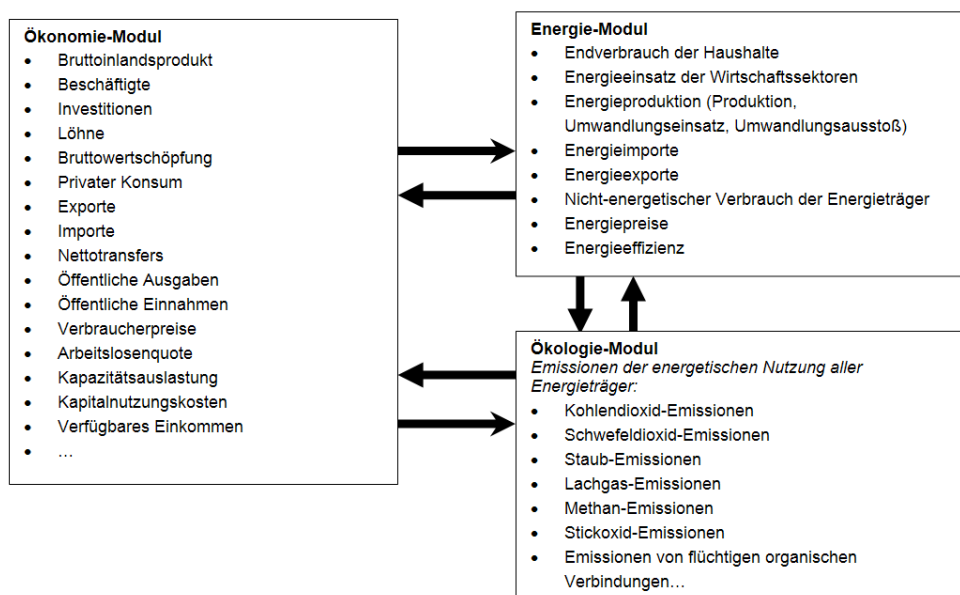 Ökonomie-Modul
• Bruttoinlandsprodukt
• Beschäftigte
• Investitionen
• Löhne
• Bruttowertschöpfung
• Privater Konsum
• Exporte
• Importe
• Nettotransfers
• Öffentliche Ausgaben
• Öffentliche Einnahmen
• Verbraucherpreise
• Arbeitslosenquote
• Kapazitätsauslastung
• Kapitalnutzungskosten
• Verfügbares Einkommen
• …
Energie-Modul
• Endverbrauch der Haushalte
• Energieeinsatz der Wirtschaftssektoren
• Energieproduktion (Produktion,
Umwandlungseinsatz, Umwandlungsausstoß)
• Energieimporte
• Energieexporte
• Nicht-energetischer Verbrauch der Energieträger
• Energiepreise
• Energieeffizienz
Ökologie-Modul
Emissionen der energetischen Nutzung aller
Energieträger:
• Kohlendioxid-Emissionen
• Schwefeldioxid-Emissionen
• Staub-Emissionen
• Lachgas-Emissionen
• Methan-Emissionen
• Stickoxid-Emissionen
• Emissionen von flüchtigen organischen
Verbindungen…